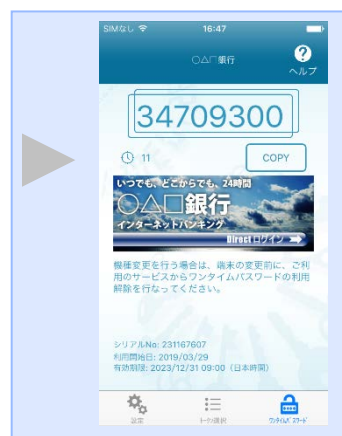 SIMなし 16:47
○△□銀行
?
ヘルプ
34709300
11
COPY
いつでも、どこからでも、24時間
○△□銀行
インターネットバンキング
Direct ログイン
機種変更を行う場合は、端末の変更前に、ご利
用のサービスからワンタイムパスワードの利用
解除を行なってください。
シリアルNo: 231167607
利用開始日: 2019/03/29
有効期限: 2023/12/31 09:00（日本時間）
設定 トークン選択 ワンタイムパスワード